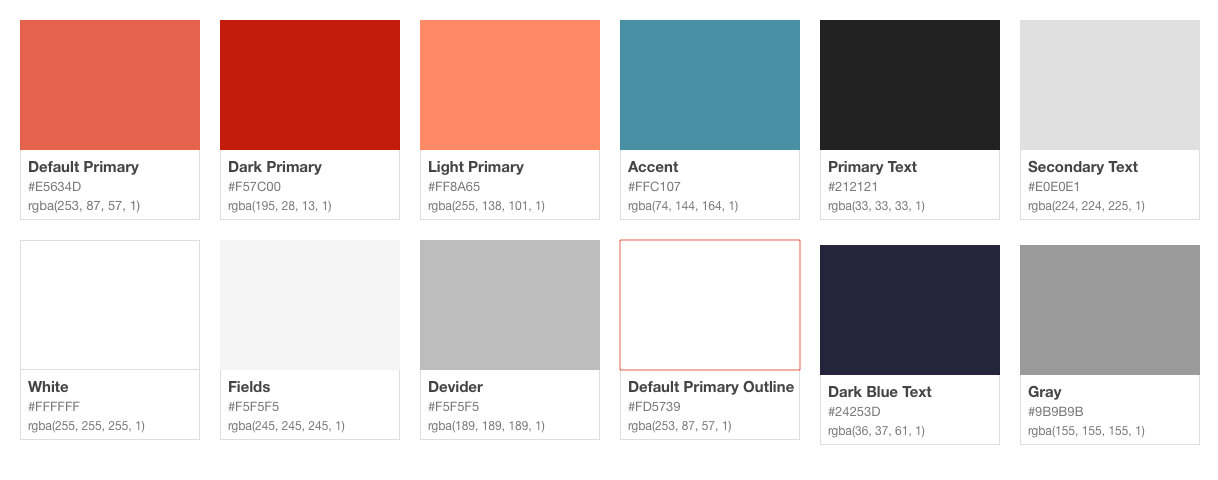 Default Primary
#E5634D
rgba(253, 87, 57, 1)
Dark Primary
#F57C00
rgba(195, 28, 13, 1)
Light Primary
#FF8A65
rgba(255, 138, 101, 1)
Accent
#FFC107
rgba(74, 144, 164, 1)
Primary Text
#212121
rgba(33, 33, 33, 1)
Secondary Text
#E0E0E1
rgba(224, 224, 225, 1)
White
#FFFFFF
rgba(255, 255, 255, 1)
Fields
#F5F5F5
rgba(245, 245, 245, 1)
Devider
#F5F5F5
rgba(189, 189, 189, 1)
Default Primary Outline
#FD5739
rgba(253, 87, 57, 1)
Dark Blue Text
#24253D
rgba(36, 37, 61, 1)
Gray
#9B9B9B
rgba(155, 155, 155, 1)